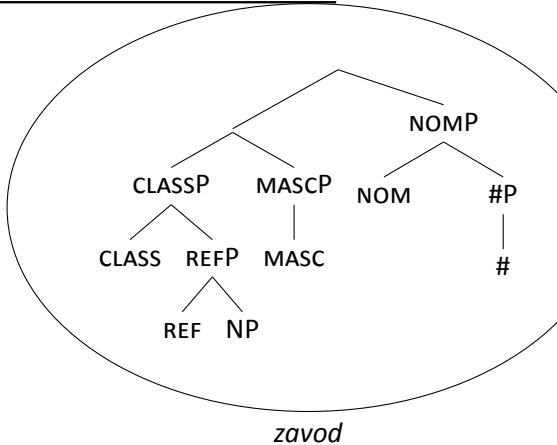 NOMP
CLASSP MASCP NOM #P
CLASS REFP MASC #
REF NP
zavod